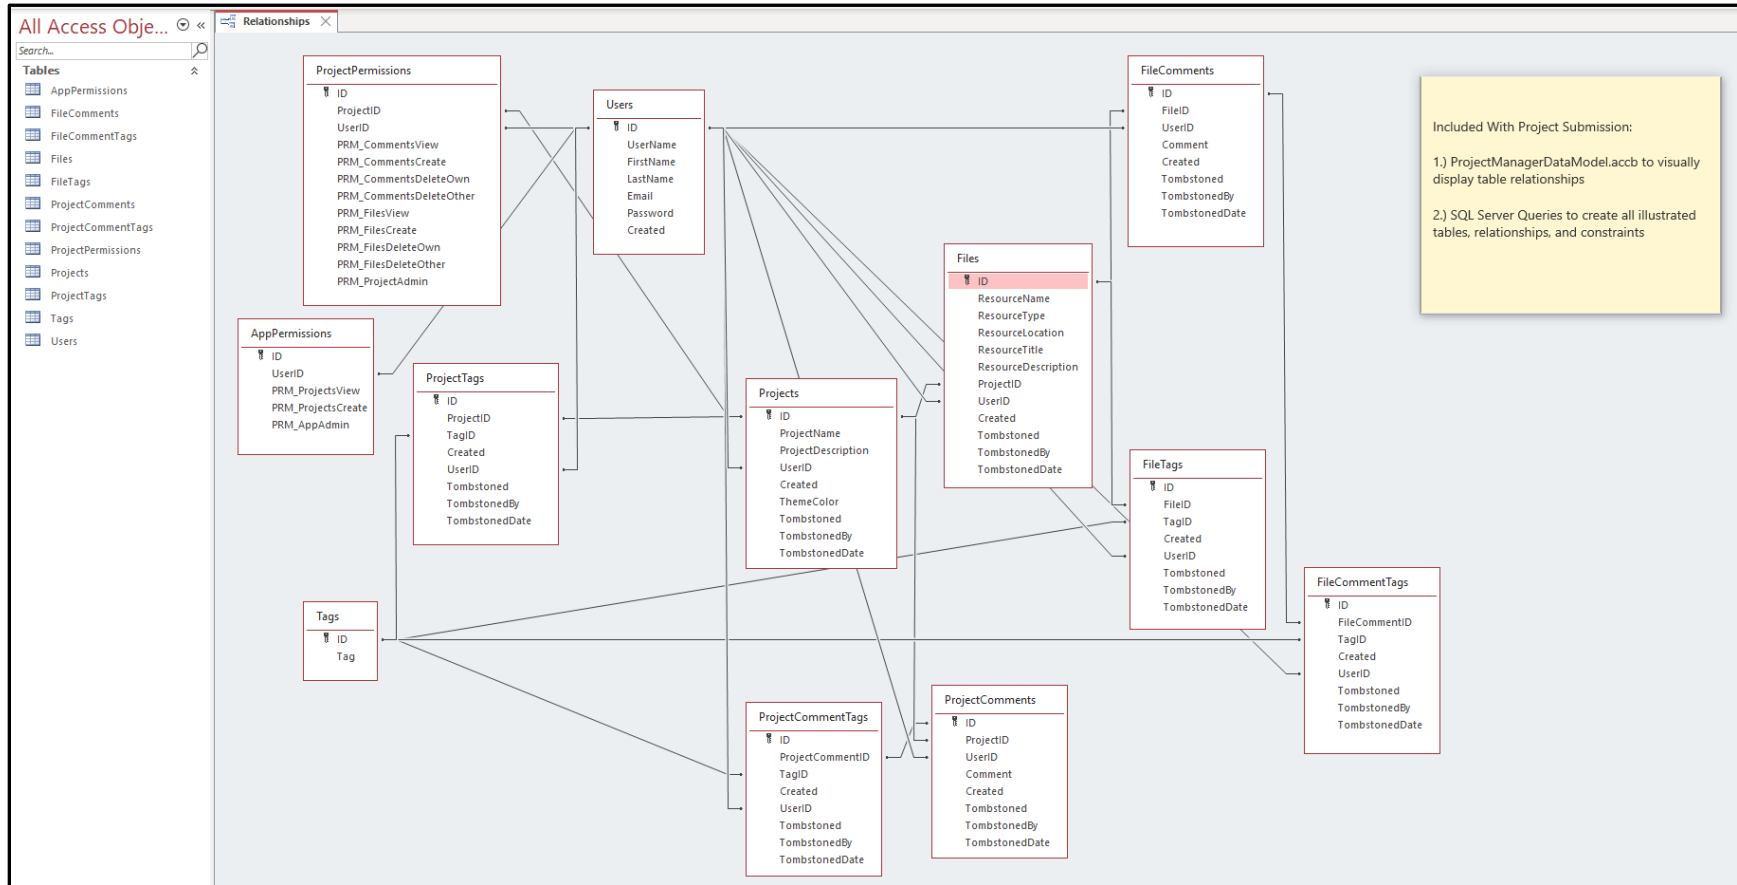 All Access Obje...
Search...
Tables
AppPermissions
FileComments
FileCommentTags
Files
FileTags
ProjectComments
ProjectCommentTags
ProjectPermissions
Projects
ProjectTags
Tags
Users
Relationships
ProjectPermissions
ID
ProjectID
UserID
PRM_CommentsView
PRM_CommentsCreate
PRM_CommentsDeleteOwn
PRM_CommentsDeleteOther
PRM_FilesView
PRM_FilesCreate
PRM_FilesDeleteOwn
PRM_FilesDeleteOther
PRM_ProjectAdmin
Users
ID
UserName
FirstName
LastName
Email
Password
Created
FileComments
ID
FileID
UserID
Comment
Created
Tombstoned
TombstonedBy
TombstonedDate
Included With Project Submission:
1.) ProjectManagerDataModel.accb to visually
display table relationships
2.) SQL Server Queries to create all illustrated
tables, relationships, and constraints
Files
ID
ResourceName
ResourceType
ResourceLocation
ResourceTitle
ResourceDescription
ProjectID
UserID
Created
Tombstoned
TombstonedBy
TombstonedDate
AppPermissions
ID
UserID
PRM_ProjectsView
PRM_ProjectsCreate
PRM_AppAdmin
ProjectTags
ID
ProjectID
TagID
Created
UserID
Tombstoned
TombstonedBy
TombstonedDate
Projects
ID
ProjectName
ProjectDescription
UserID
Created
ThemeColor
Tombstoned
TombstonedBy
TombstonedDate
FileTags
ID
FileID
TagID
Created
UserID
Tombstoned
TombstonedBy
TombstonedDate
FileCommentTags
ID
FileCommentID
TagID
Created
UserID
Tombstoned
TombstonedBy
TombstonedDate
Tags
ID
Tag
ProjectCommentTags
ID
ProjectCommentID
TagID
Created
UserID
Tombstoned
TombstonedBy
TombstonedDate
ProjectComments
ID
ProjectID
UserID
Comment
Created
Tombstoned
TombstonedBy
TombstonedDate